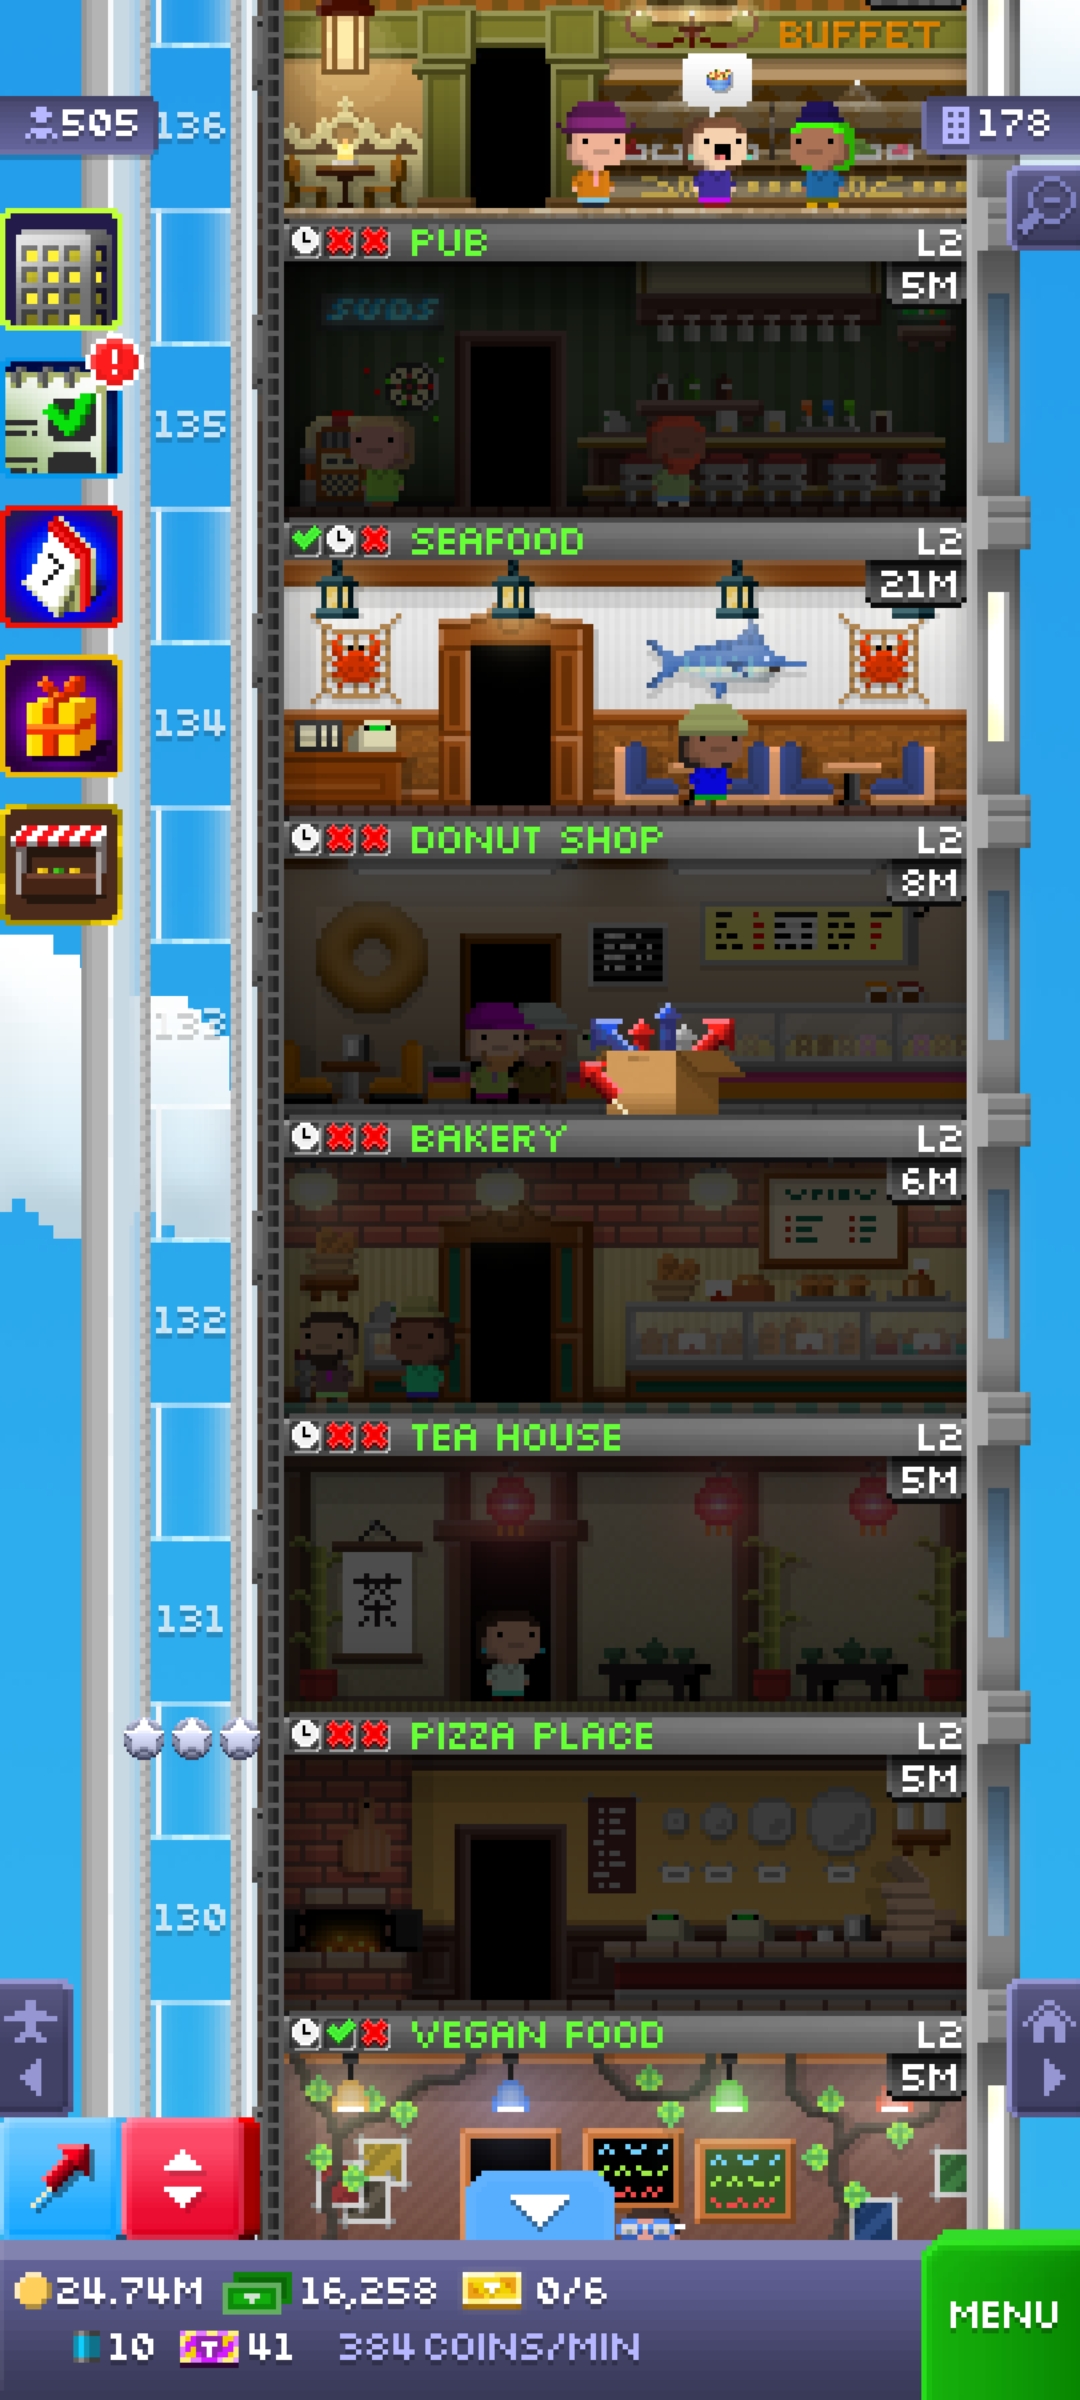 BUFFET
505
136
178
PUB
L2
5M
SUDS
135
SEAFOOD
L2
21M
134
DONUT SHOP
L2
8M
133
BAKERY
L2
6M
132
TEA HOUSE
L2
5M
茶
131
PIZZA PLACE
L2
5M
130
VEGAN FOOD
L2
5M
24.74M
16,258
0/6
MENU
10
T
41
384 COINS/MIN